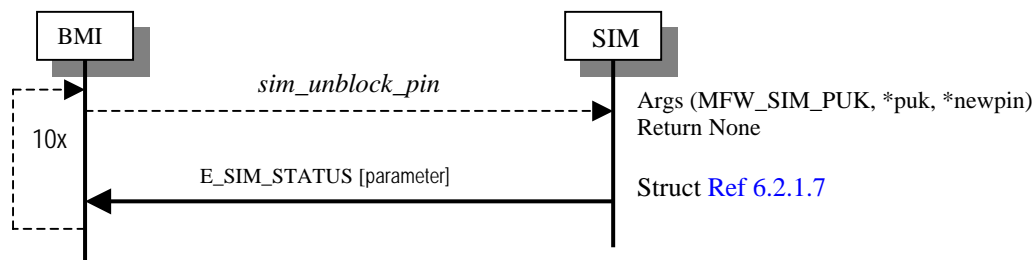 BMI
SIM
sim_unblock_pin
Args (MFW_SIM_PUK, *puk, *newpin)
Return None
10x
E_SIM_STATUS [parameter]
Struct Ref 6.2.1.7